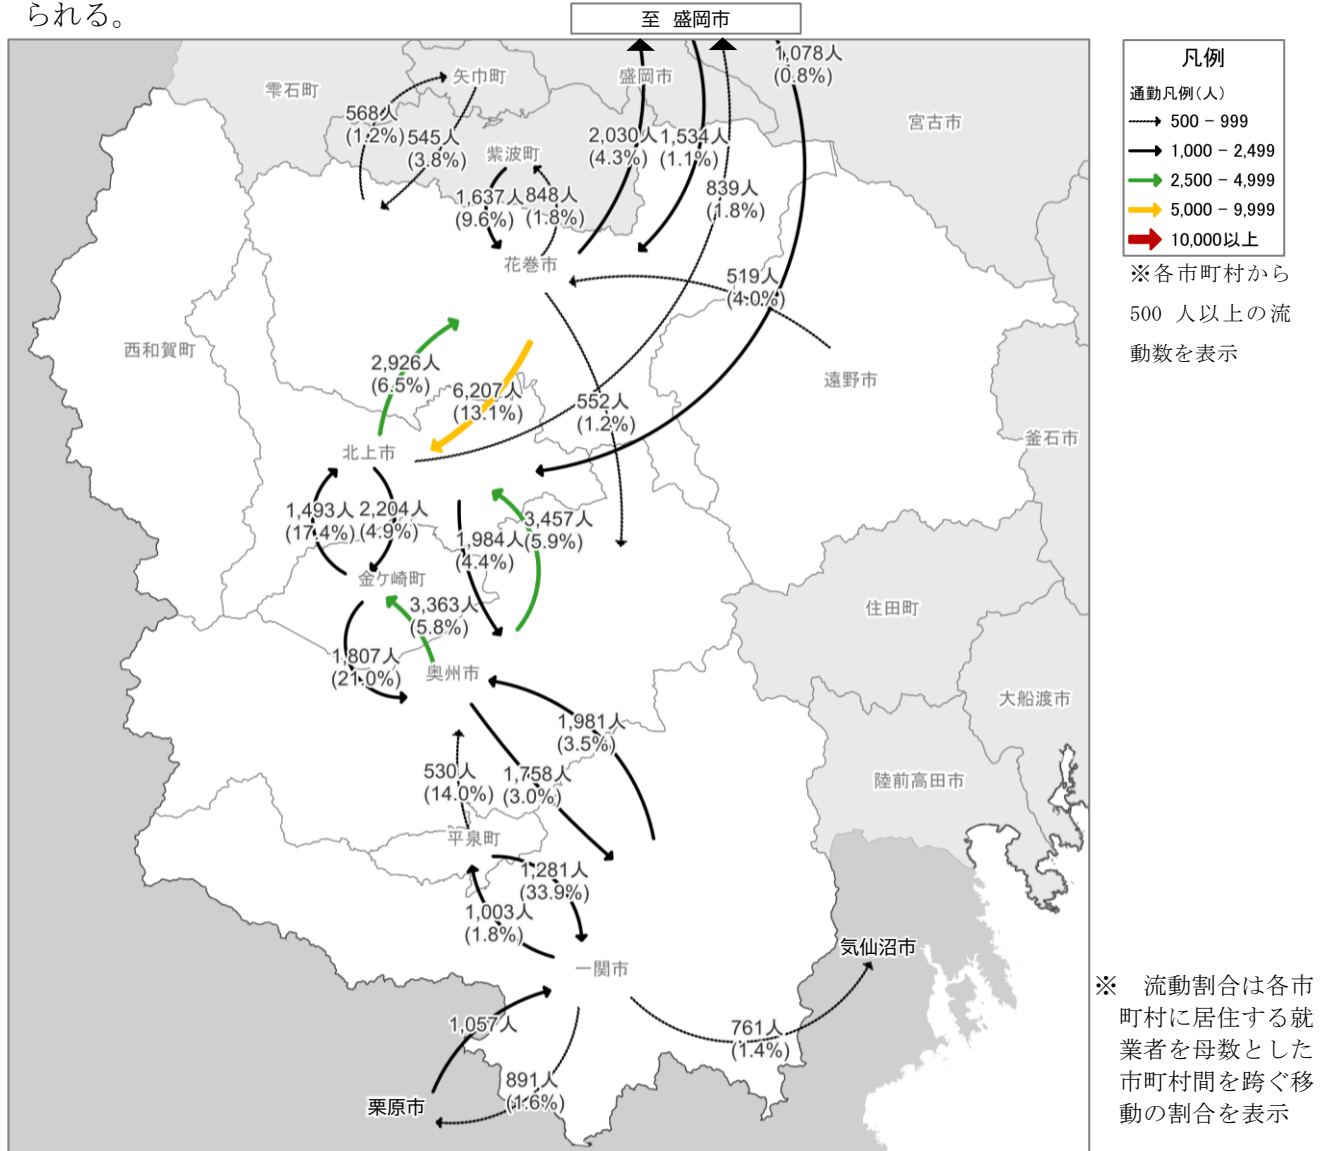 られる。
至 盛岡市
1,078人
(0.8%)
矢巾町
盛岡市
雫石町
568人
(1.2%)
545人
(3.8%)
宮古市
2,030人
(4.3%)
1,534人
(1.1%)
紫波町
1,637人
(9.6%)
848人
(1.8%)
839人
(1.8%)
花巻市
519人
(4.0%)
西和賀町
2,926人
(6.5%)
6,207人
(13.1%)
遠野市
552人
(1.2%)
釜石市
北上市
1,493人
(17.4%)
2,204人
(4.9%)
3,457人
(5.9%)
1,984人
(4.4%)
金ケ崎町
3,363人
(5.8%)
住田町
1,807人
(21.0%)
奥州市
大船渡市
1,981人
(3.5%)
530人
(14.0%)
1,758人
(3.0%)
陸前高田市
平泉町
1,281人
(33.9%)
1,003人
(1.8%)
気仙沼市
一関市
1,057人
761人
(1.4%)
891人
(1.6%)
栗原市
凡例
通勤凡例(人)
500 - 999
1,000 - 2,499
2,500 - 4,999
5,000 - 9,999
10,000以上
※各市町村から
500 人以上の流
動数を表示
※ 流動割合は各市
町村に居住する就
業者を母数とした
市町村間を跨ぐ移
動の割合を表示